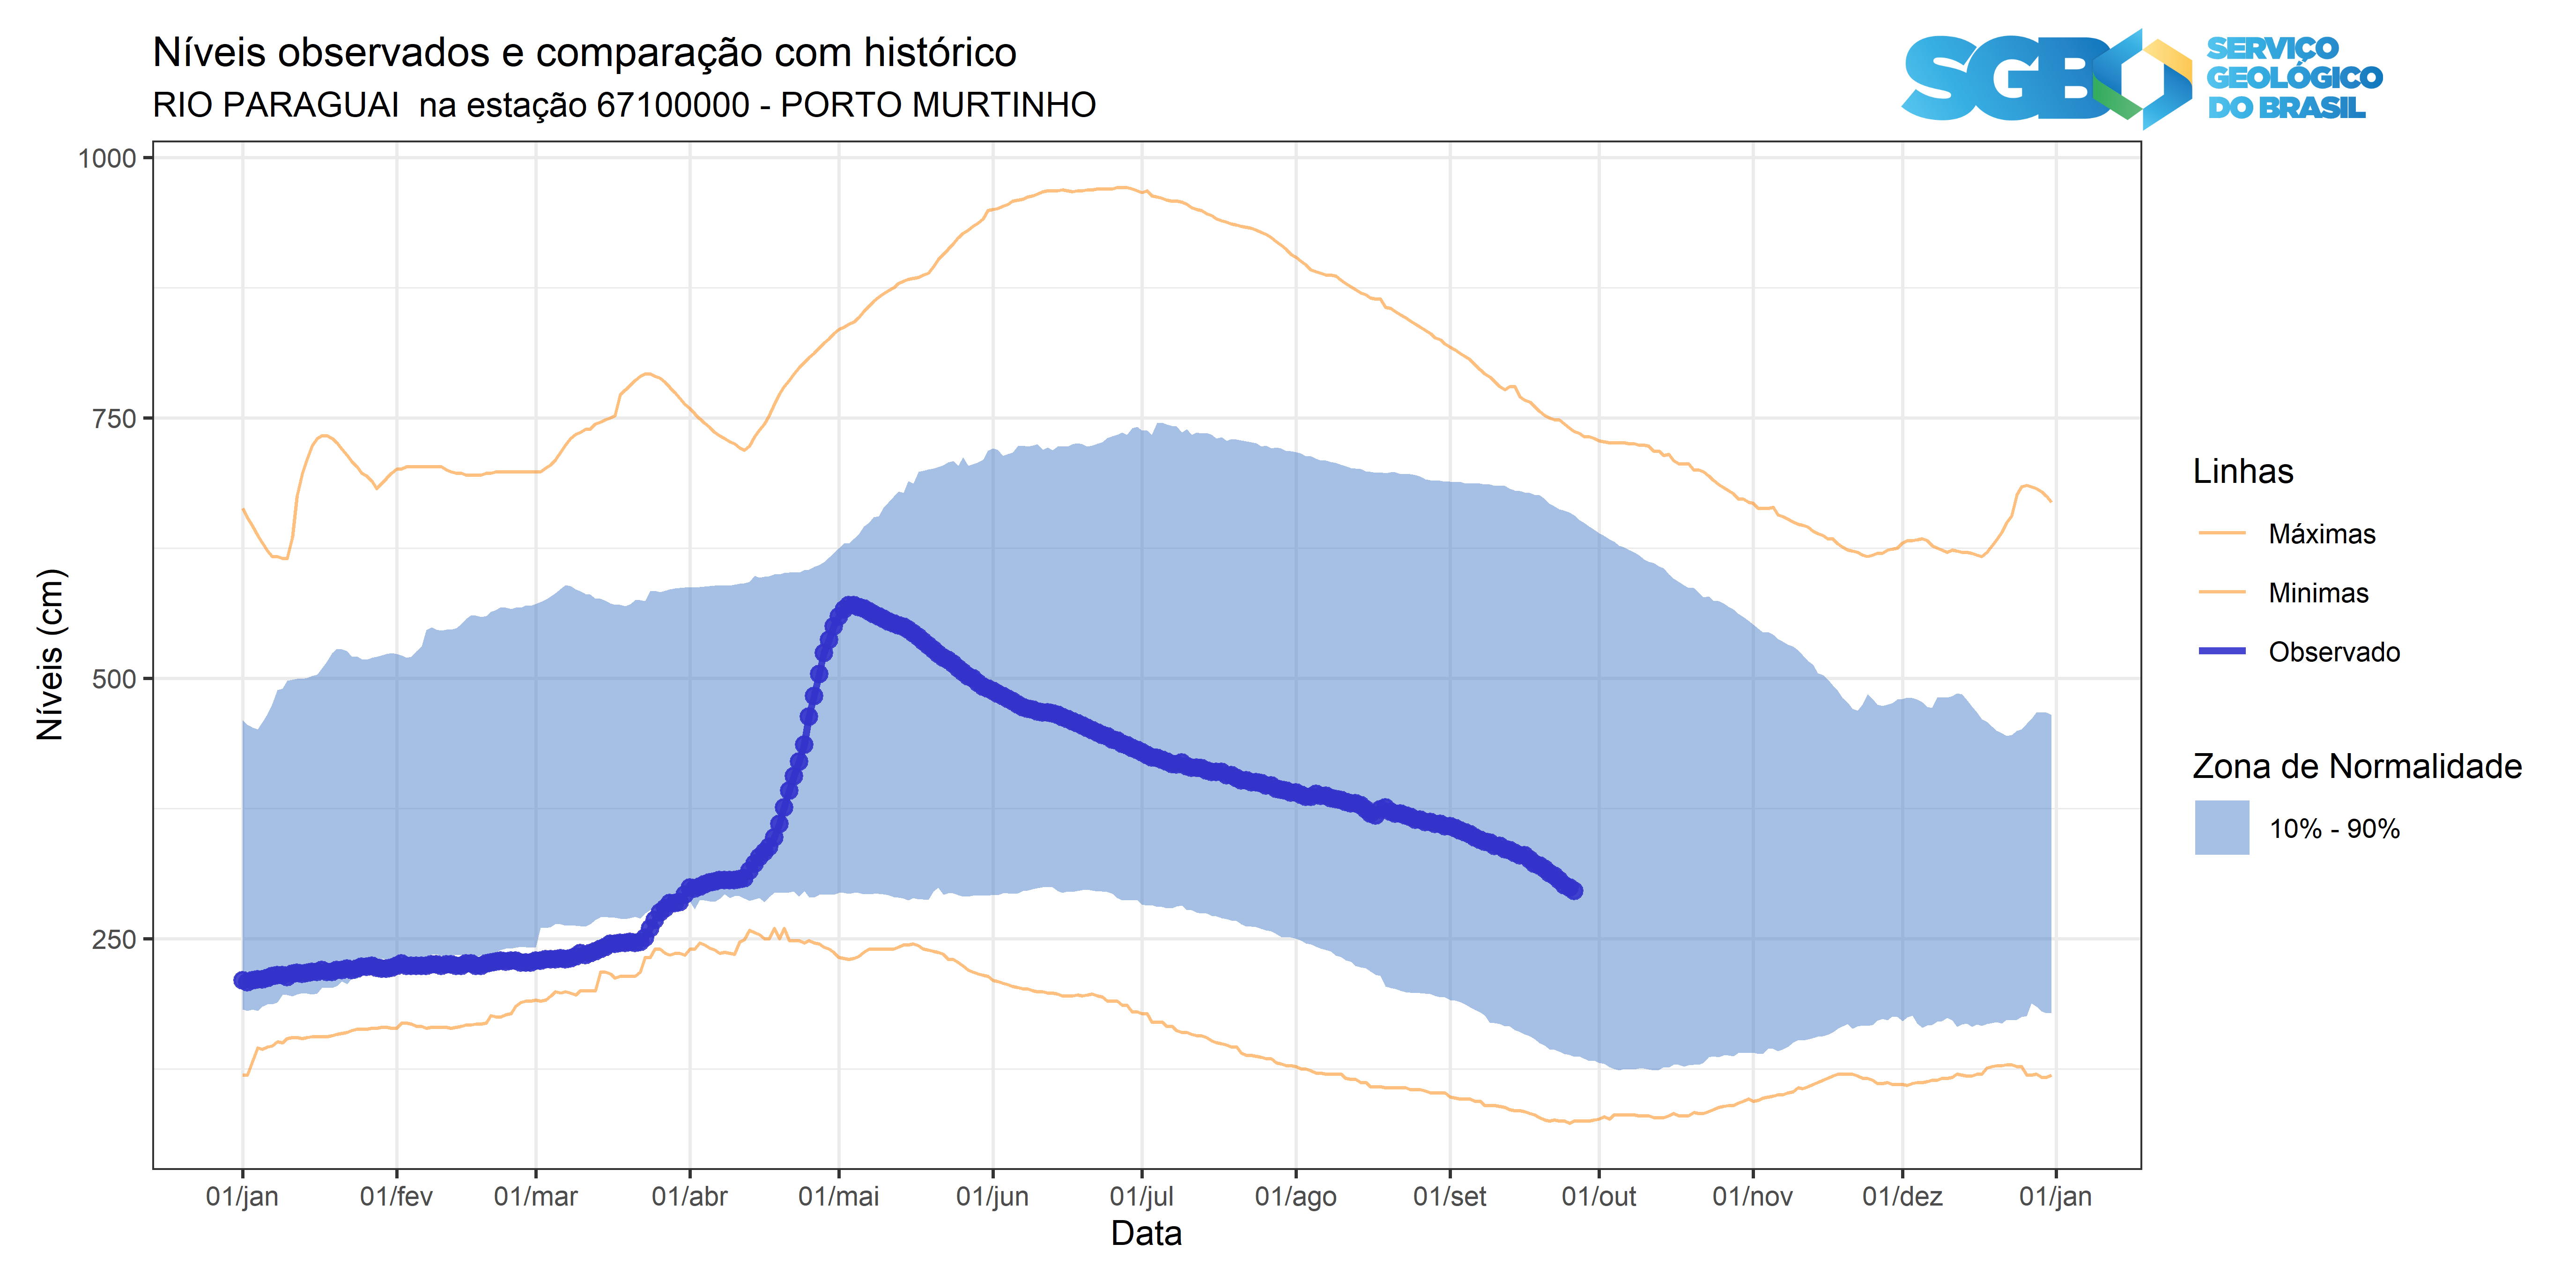 Níveis observados e comparação com histórico
RIO PARAGUAI  na estação 67100000 - PORTO MURTINHO
SGB
SERVIÇO
GEOLÓGICO
DO BRASIL
1000
750
500
250
Níveis (cm)
01/jan
01/fev
01/mar
01/abr
01/mai
01/jun
01/jul
01/ago
01/set
01/out
01/nov
01/dez
01/jan
Data
Linhas
Máximas
Minimas
Observado
Zona de Normalidade
10% - 90%